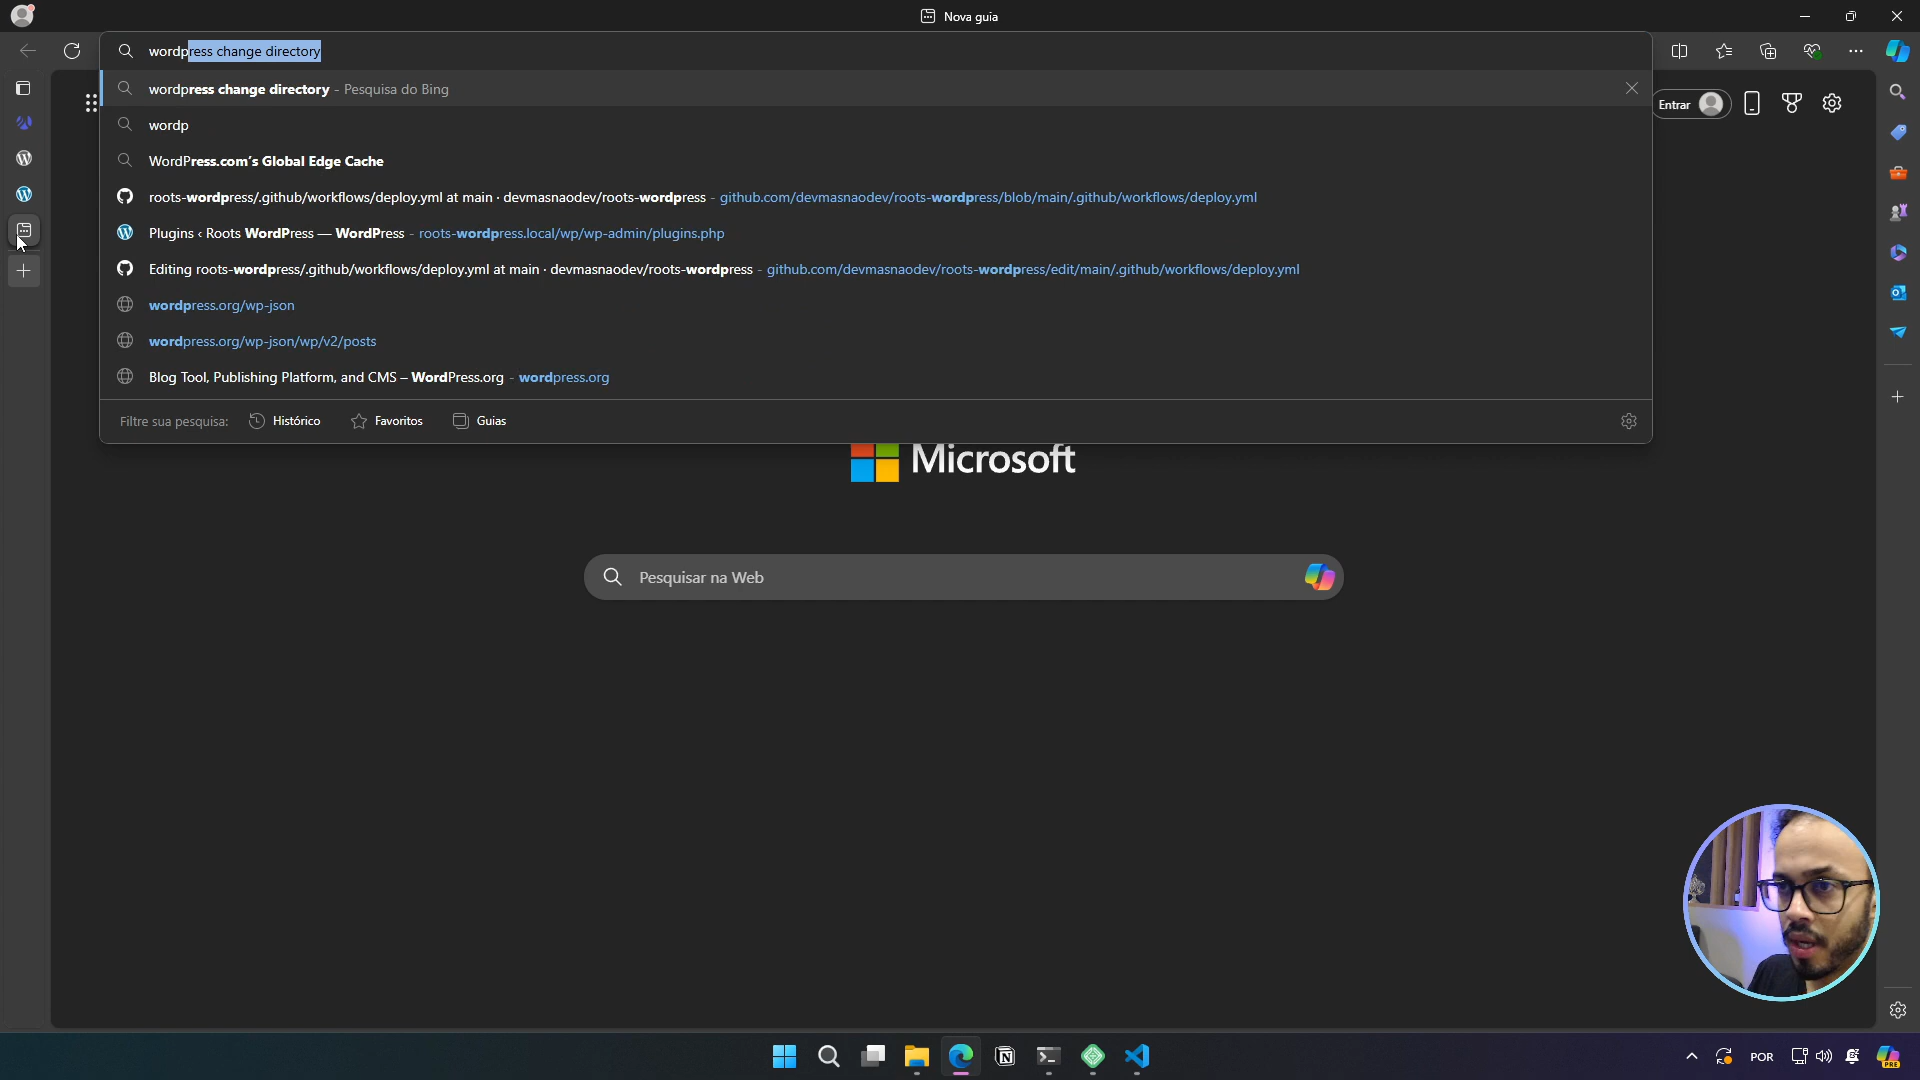 Nova guia
wordpress change directory
wordpress change directory - Pesquisa do Bing
Entrar
wordp
WordPress.com's Global Edge Cache
roots-wordpress/.github/workflows/deploy.yml at main · devmasnaodev/roots-wordpress - github.com/devmasnaodev/roots-wordpress/blob/main/.github/workflows/deploy.yml
Plugins ‹ Roots WordPress — WordPress - roots-wordpress.local/wp/wp-admin/plugins.php
Editing roots-wordpress/.github/workflows/deploy.yml at main · devmasnaodev/roots-wordpress - github.com/devmasnaodev/roots-wordpress/edit/main/.github/workflows/deploy.yml
wordpress.org/wp-json
wordpress.org/wp-json/wp/v2/posts
Blog Tool, Publishing Platform, and CMS – WordPress.org - wordpress.org
Filtre sua pesquisa: Histórico Favoritos Guias
Microsoft
Pesquisar na Web
POR
PRE